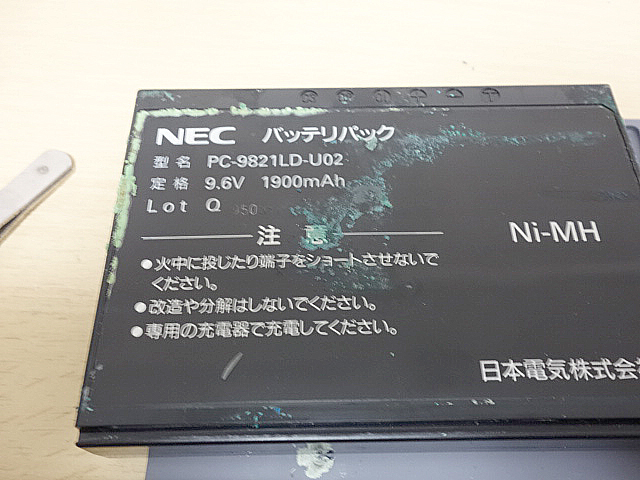 NEC バッテリパック
型名 PC-9821LD-U02
定格 9.6V 1900mAh
Lot Q
注意
Ni-MH
●火中に投じたり端子をショートさせないで
ください。
●改造や分解はしないでください。
●専用の充電器で充電してください。
日本電気株式会